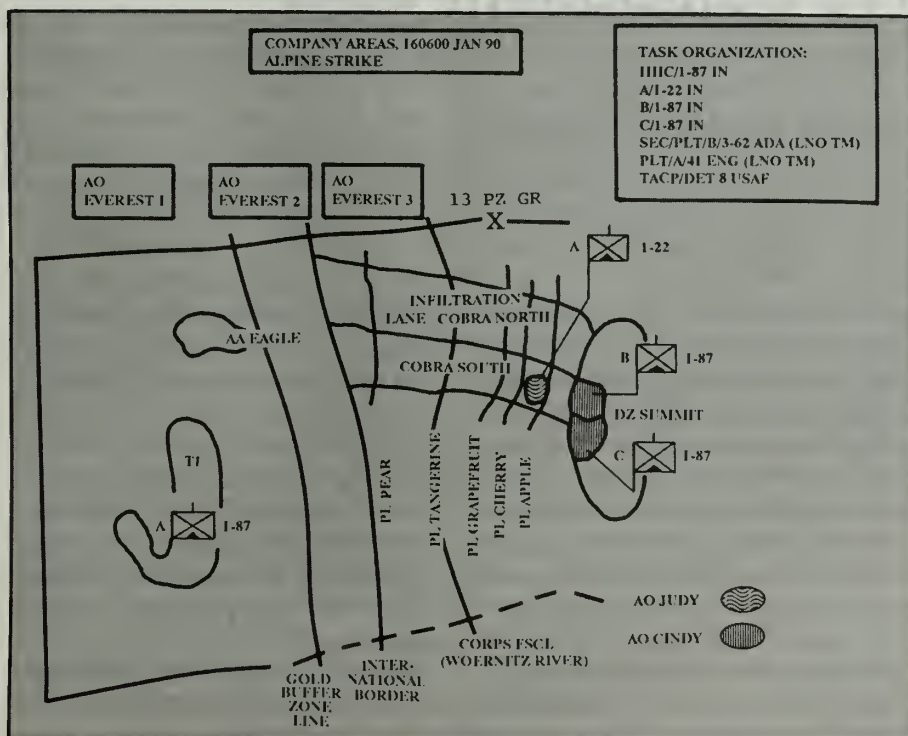 COMPANY AREAS, 160600 JAN 90
ALPINE STRIKE
TASK ORGANIZATION:
HHC/1-87 IN
A/1-22 IN
B/1-87 IN
C/1-87 IN
SEC/PLT/B/3-62 ADA (LNO TM)
PLT/A/41 ENG (LNO TM)
TACP/DET 8 USAF
AO
EVEREST 1
AO
EVEREST 2
AO
EVEREST 3
13 PZ GR
X
A 1-22
INFILTRATION
LANE COBRA NORTH
AA EAGLE
B 1-87
COBRA SOUTH
DZ SUMMIT
C 1-87
A 1-87
PL PEAR
PL TANGERINE
PL GRAPEFRUIT
PL CHERRY
PL APPLE
AO JUDY
AO CINDY
CORPS FSCL
(WOERNITZ RIVER)
INTER-
NATIONAL
BORDER
GOLD
BUFFER
ZONE
LINE